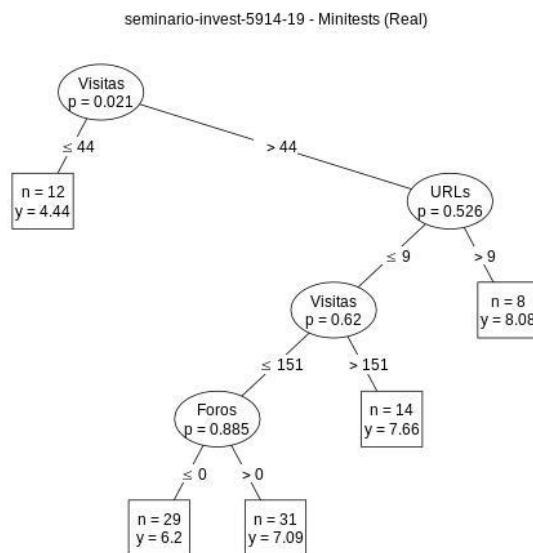 seminario-invest-5914-19 - Minitests (Real)
Visitas
p = 0.021
≤ 44
> 44
n = 12
y = 4.44
URLs
p = 0.526
≤ 9
> 9
Visitas
p = 0.62
n = 8
y = 8.08
≤ 151
> 151
Foros
p = 0.885
n = 14
y = 7.66
≤ 0
> 0
n = 29
y = 6.2
n = 31
y = 7.09